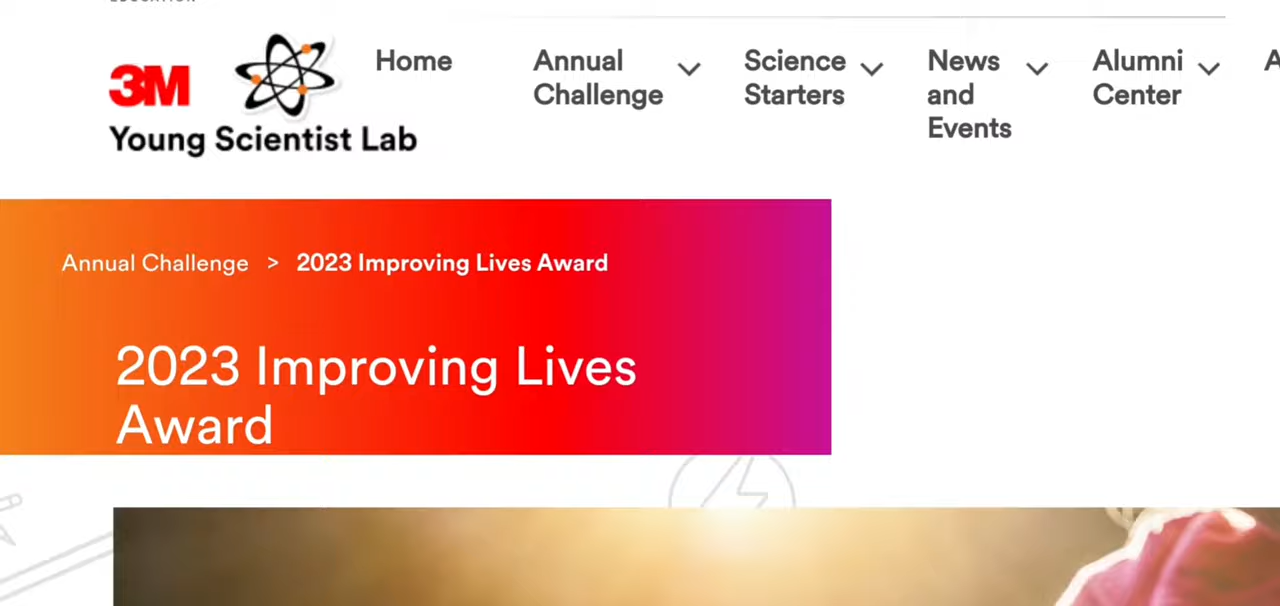 3M
Young Scientist Lab
Home
Annual
Challenge
Science
Starters
News
and
Events
Alumni
Center
Annual Challenge > 2023 Improving Lives Award
2023 Improving Lives
Award